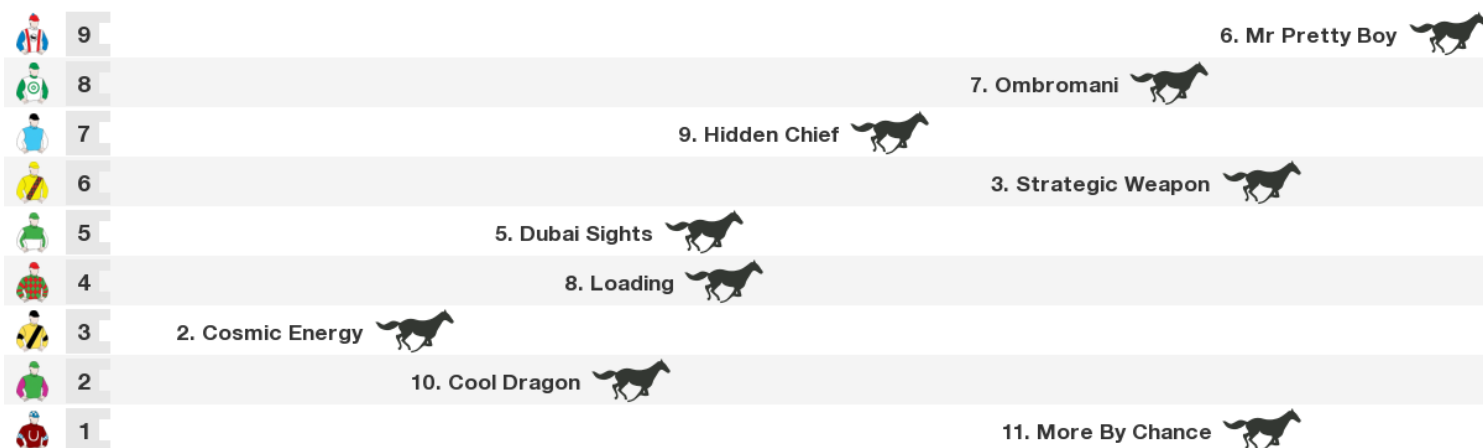 9 6. Mr Pretty Boy
8 7. Ombromani
7 9. Hidden Chief
6 3. Strategic Weapon
5 5. Dubai Sights
4 8. Loading
3 2. Cosmic Energy
2 10. Cool Dragon
1 11. More By Chance
U